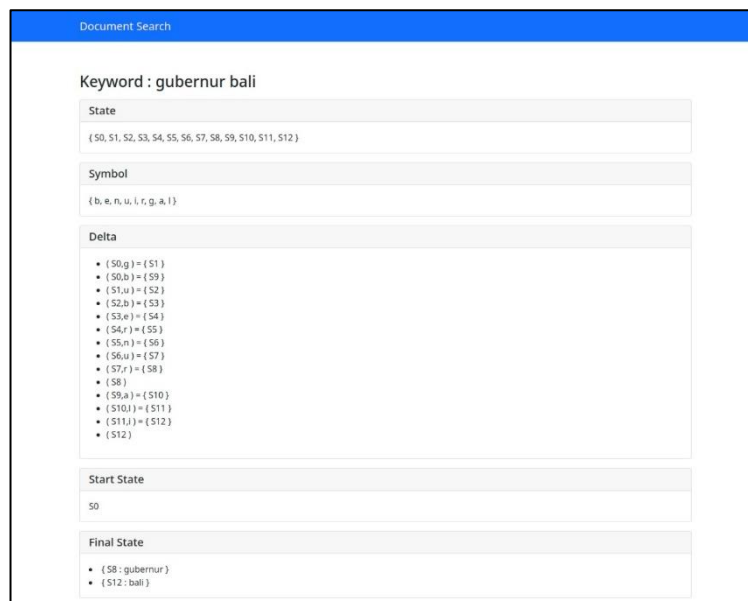 Document Search
Keyword : gubernur bali
State
{ S0, S1, S2, S3, S4, S5, S6, S7, S8, S9, S10, S11, S12 }
Symbol
{ b, e, n, u, i, r, g, a, l }
Delta
• ( S0,g ) = { S1 }
• ( S0,b ) = { S9 }
• ( S1,u ) = { S2 }
• ( S2,b ) = { S3 }
• ( S3,e ) = { S4 }
• ( S4,r ) = { S5 }
• ( S5,n ) = { S6 }
• ( S6,u ) = { S7 }
• ( S7,r ) = { S8 }
• ( S8 )
• ( S9,a ) = { S10 }
• ( S10,l ) = { S11 }
• ( S11,i ) = { S12 }
• ( S12 )
Start State
S0
Final State
• { S8 : gubernur }
• { S12 : bali }